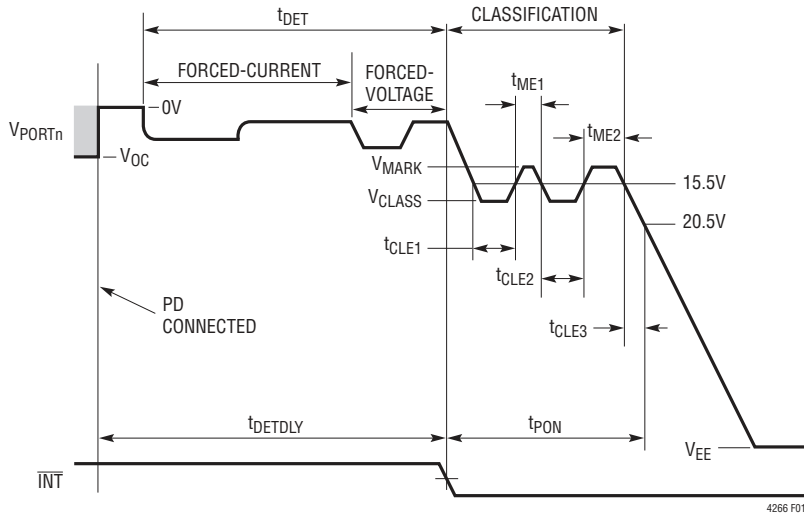 tDET
CLASSIFICATION
FORCED-CURRENT
FORCED-
VOLTAGE
tME1
0V
tME2
VPORTn
VOC
VMARK
15.5V
VCLASS
20.5V
tCLE1
tCLE2
PD
CONNECTED
tCLE3
tDETDLY
tPON
VEE
INT
4266 F01